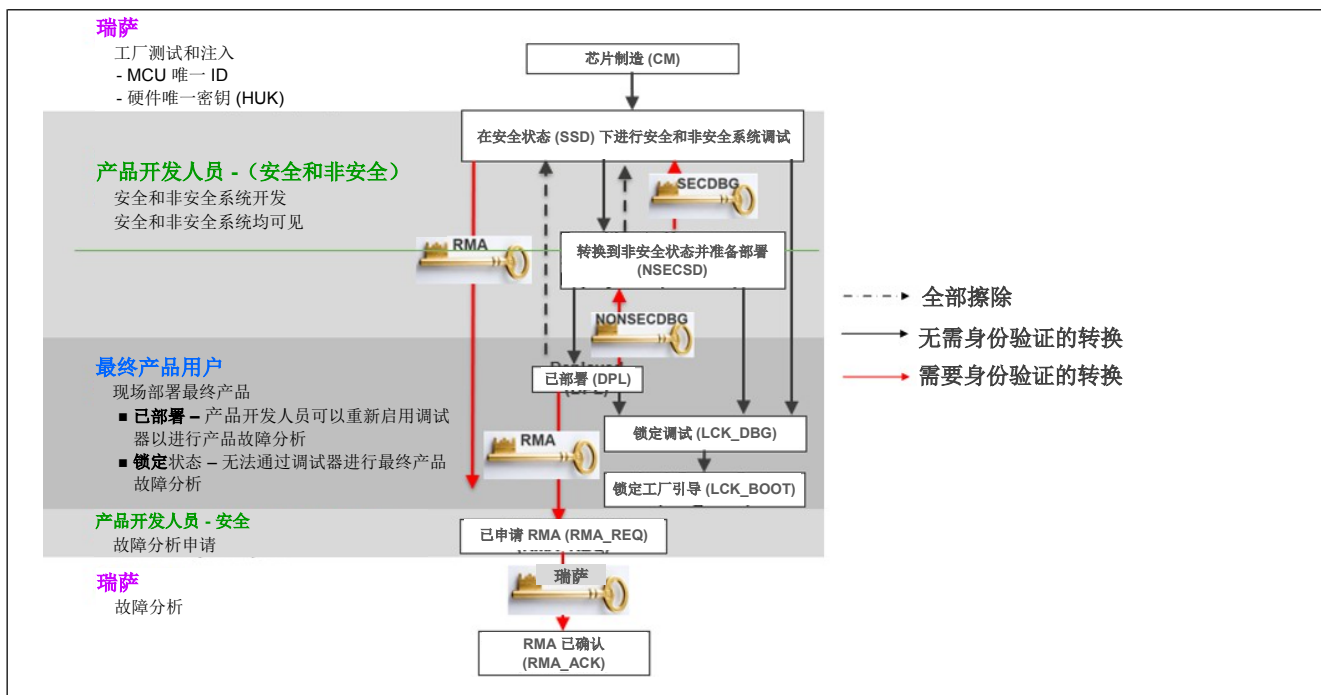 瑞萨
工厂测试和注入
- MCU 唯一 ID
- 硬件唯一密钥 (HUK)
芯片制造 (CM)
在安全状态 (SSD) 下进行安全和非安全系统调试
产品开发人员 -（安全和非安全）
安全和非安全系统开发
安全和非安全系统均可见
SECDBG
RMA
转换到非安全状态并准备部署
(NSECSD)
NONSECDBG
全部擦除
无需身份验证的转换
需要身份验证的转换
最终产品用户
现场部署最终产品
■ 已部署 – 产品开发人员可以重新启用调试
器以进行产品故障分析
■ 锁定状态 – 无法通过调试器进行最终产品
故障分析
已部署 (DPL)
RMA
锁定调试 (LCK_DBG)
锁定工厂引导 (LCK_BOOT)
产品开发人员 - 安全
故障分析申请
已申请 RMA (RMA_REQ)
瑞萨
故障分析
瑞萨
RMA 已确认
(RMA_ACK)